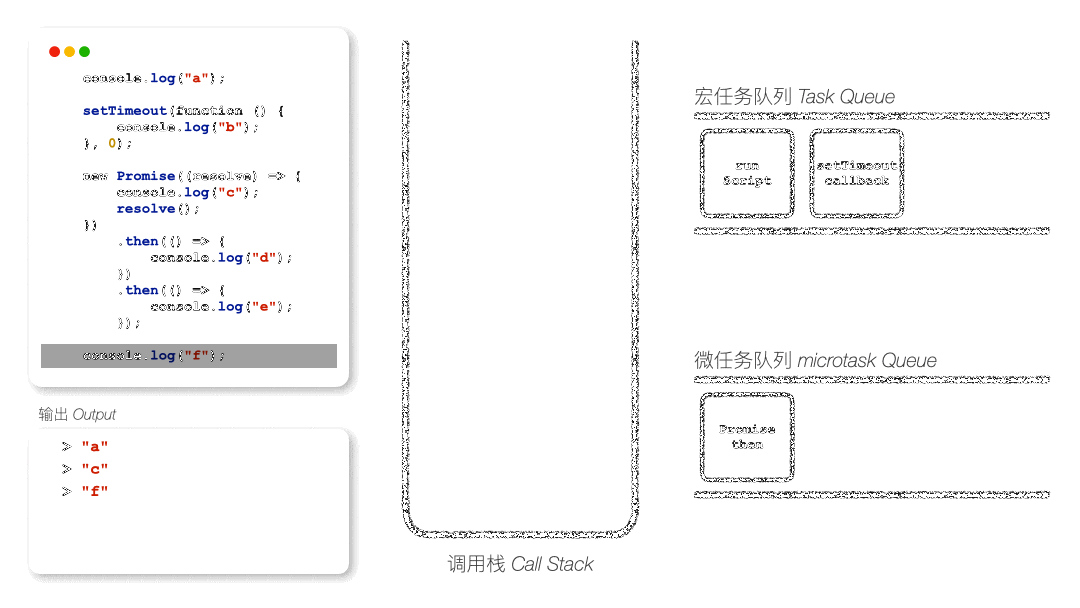 console.log("a");
setTimeout(function () {
console.log("b");
}, 0);
new Promise((resolve) => {
console.log("c");
resolve();
})
.then(() => {
console.log("d");
})
.then(() => {
console.log("e");
});
console.log("f");
输出 Output
> "a"
> "c"
> "f"
调用栈 Call Stack
宏任务队列 Task Queue
run
Script
setTimeout
callback
微任务队列 microtask Queue
Promise
then